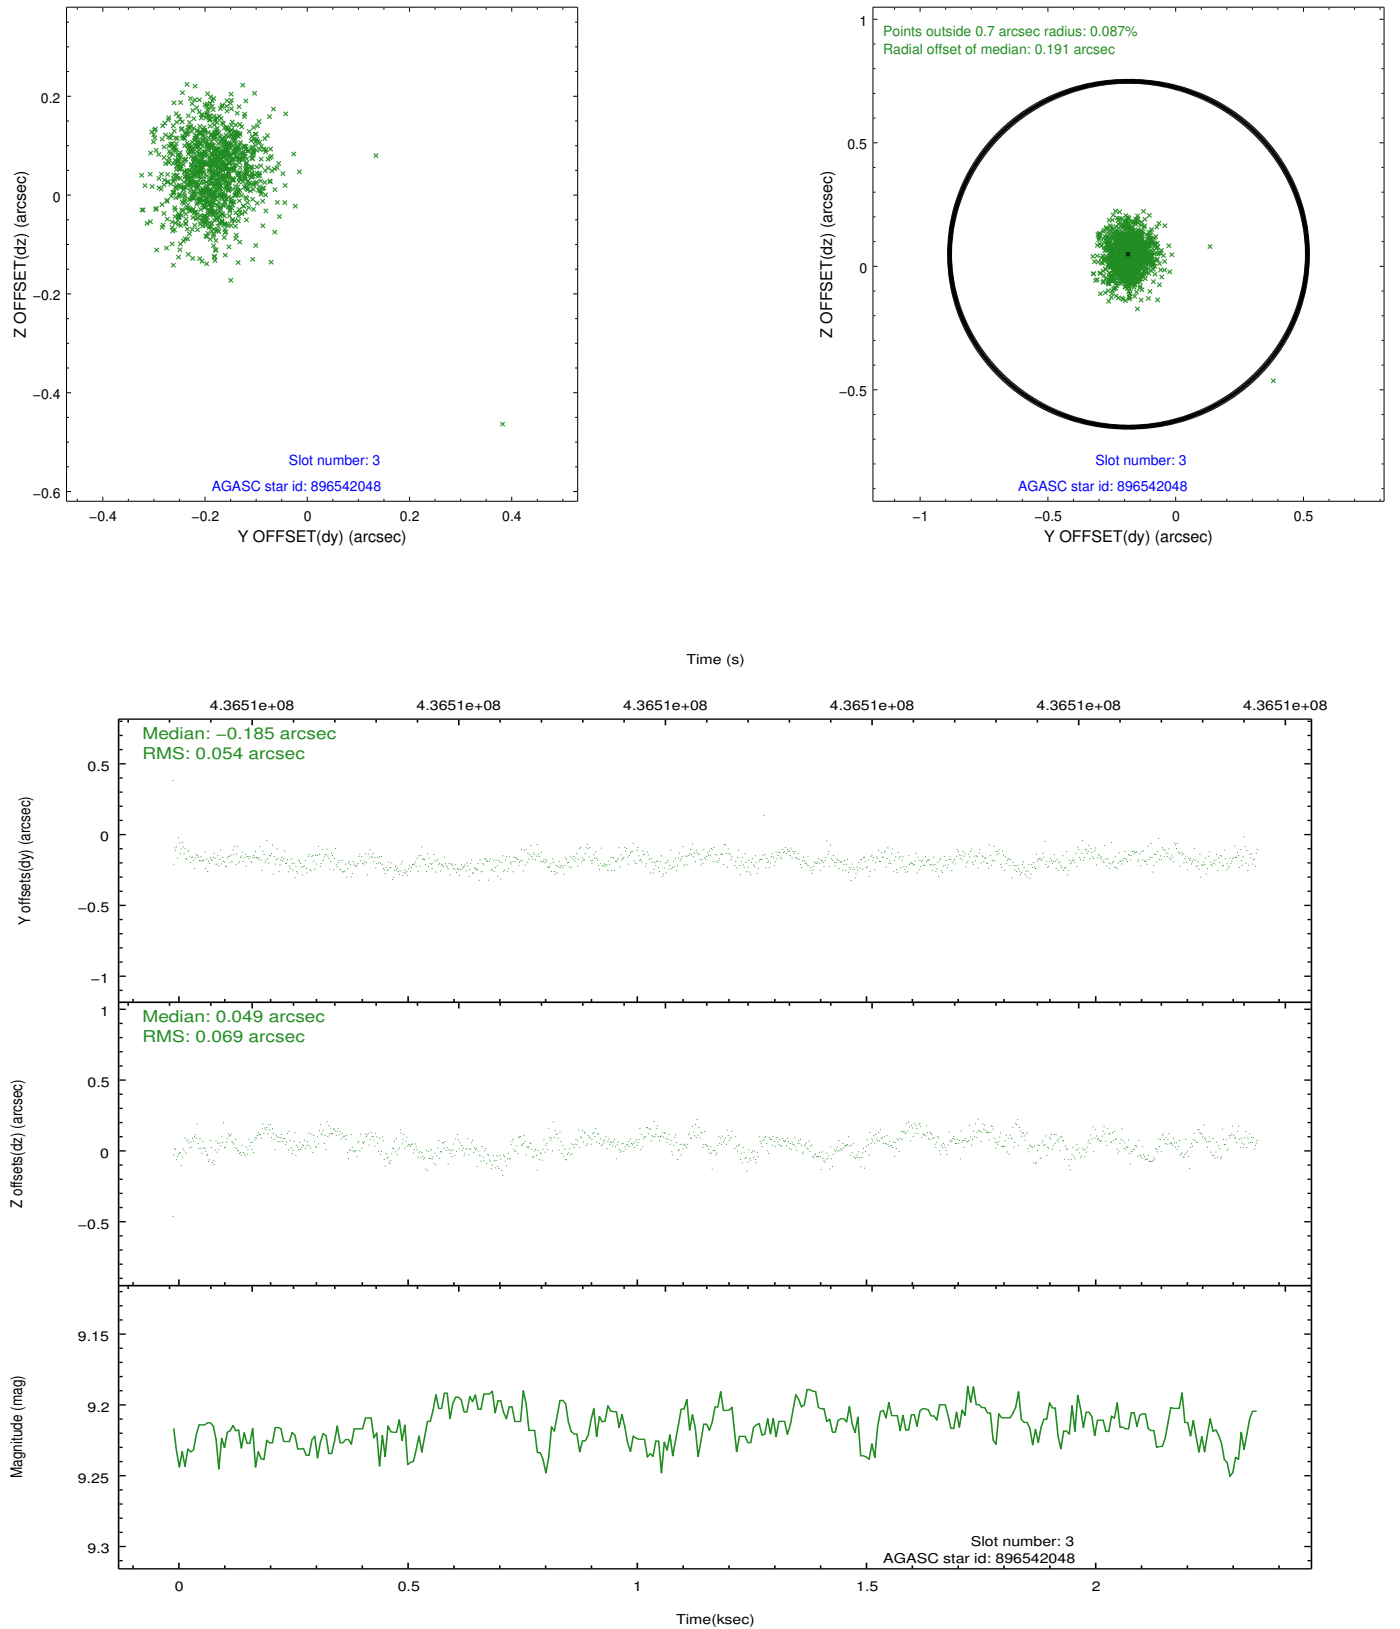 0.2
0
−0.2
−0.4
−0.6
Z OFFSET(dz) (arcsec)
Slot number: 3
AGASC star id: 896542048
−0.4 −0.2 0 0.2 0.4
Y OFFSET(dy) (arcsec)
Points outside 0.7 arcsec radius: 0.087%
Radial offset of median: 0.191 arcsec
1
0.5
0
−0.5
Z OFFSET(dz) (arcsec)
Slot number: 3
AGASC star id: 896542048
−1 −0.5 0 0.5
Y OFFSET(dy) (arcsec)
Time (s)
4.3651e+08 4.3651e+08 4.3651e+08 4.3651e+08 4.3651e+08 4.3651e+08
Median: −0.185 arcsec
RMS: 0.054 arcsec
0.5
0
−0.5
−1
Y offsets(dy) (arcsec)
Median: 0.049 arcsec
RMS: 0.069 arcsec
1
0.5
0
−0.5
Z offsets(dz) (arcsec)
9.15
9.2
9.25
9.3
Magnitude (mag)
Slot number: 3
AGASC star id: 896542048
0 0.5 1 1.5 2
Time(ksec)